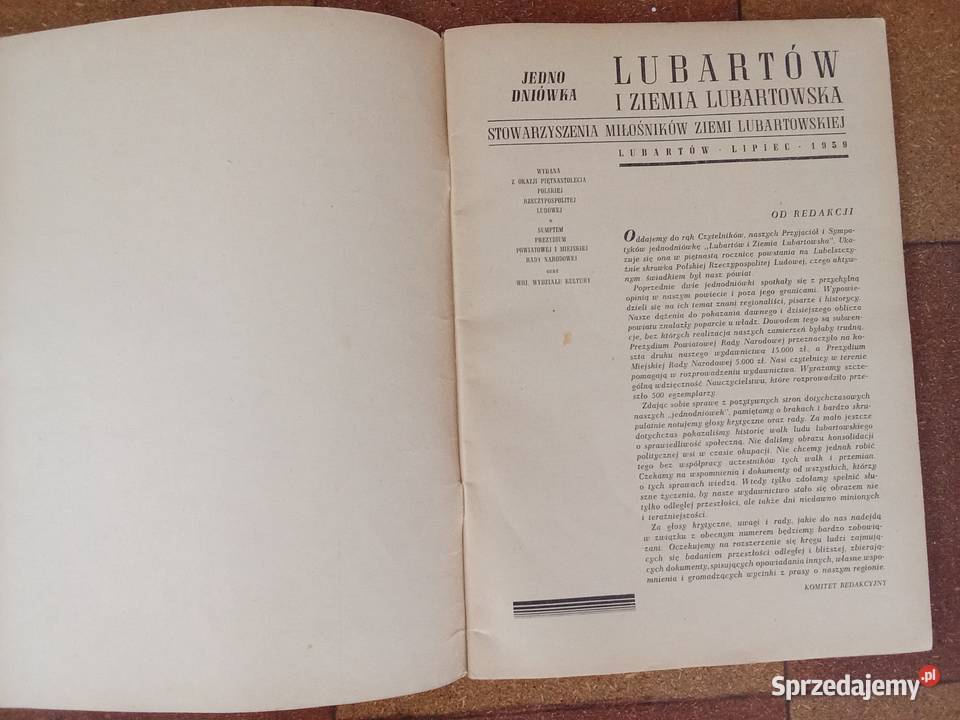 JEDNO
DNIÓWKA
LUBARTÓW
I ZIEMIA LUBARTOWSKA
STOWARZYSZENIA MIŁOŚNIKÓW ZIEMI LUBARTOWSKIEJ
LUBARTÓW · LIPIEC · 1959
WYDANA
Z OKAZJI PIĘTNASTOLECIA
POLSKIEJ
RZECZYPOSPOLITEJ
LUDOWEJ
*
SUMPTEM
PREZYDIUM
POWIATOWEJ I MIEJSKIEJ
RADY NARODOWEJ
oraz
WOJ. WYDZIAŁU KULTURY
OD REDAKCJI
Oddajemy do rąk Czytelników, naszych Przyjaciół i Sympa-
tyków jednodniówkę „Lubartów i Ziemia Lubartowska". Uka-
zuje się ona w piętnastą rocznicę powstania na Lubelszczy-
źnie skrawka Polskiej Rzeczypospolitej Ludowej, czego aktyw-
nym świadkiem był nasz powiat.
Poprzednie dwie jednodniówki spotkały się z przychylną
opinią w naszym powiecie i poza jego granicami. Wypowie-
dzieli się na ich temat znani regionaliści, pisarze i historycy.
Nasze dążenia do pokazania dawnego i dzisiejszego oblicza
powiatu znalazły poparcie u władz. Dowodem tego są subwen-
cje, bez których realizacja naszych zamierzeń byłaby trudną.
Prezydium Powiatowej Rady Narodowej przeznaczyło na ko-
szta druku naszego wydawnictwa 15.000 zł, a Prezydium
Miejskiej Rady Narodowej 5.000 zł. Nasi czytelnicy w terenie
pomagają w rozprowadzeniu wydawnictwa. Wyrażamy szcze-
gólną wdzięczność Nauczycielstwu, które rozprowadziło prze-
szło 500 egzemplarzy.
Zdając sobie sprawę z pozytywnych stron dotychczasowych
naszych „jednodniówek", pamiętamy o brakach i bardzo skru-
pulatnie notujemy głosy krytyczne oraz rady. Za mało jeszcze
dotychczas pokazaliśmy historię walk ludu lubartowskiego
o sprawiedliwość społeczną. Nie daliśmy obrazu konsolidacji
politycznej wsi w czasie okupacji. Nie chcemy jednak robić
tego bez współpracy uczestników tych walk i przemian.
Czekamy na wspomnienia i dokumenty od wszystkich, którzy
o tych sprawach wiedzą. Wtedy tylko zdołamy spełnić słu-
szne życzenia, by nasze wydawnictwo stało się obrazem nie
tylko odległej przeszłości, ale także dni niedawno minionych
i teraźniejszości.
Za głosy krytyczne, uwagi i rady, jakie do nas nadejdą
w związku z obecnym numerem będziemy bardzo zobowią-
zani. Oczekujemy na rozszerzenie się kręgu ludzi zajmują-
cych się badaniem przeszłości odległej i bliższej, zbierają-
cych dokumenty, spisujących opowiadania innych, własne wspo-
mnienia i gromadzących wycinki z prasy o naszym regionie.
KOMITET REDAKCYJNY
Sprzedajemy.pl